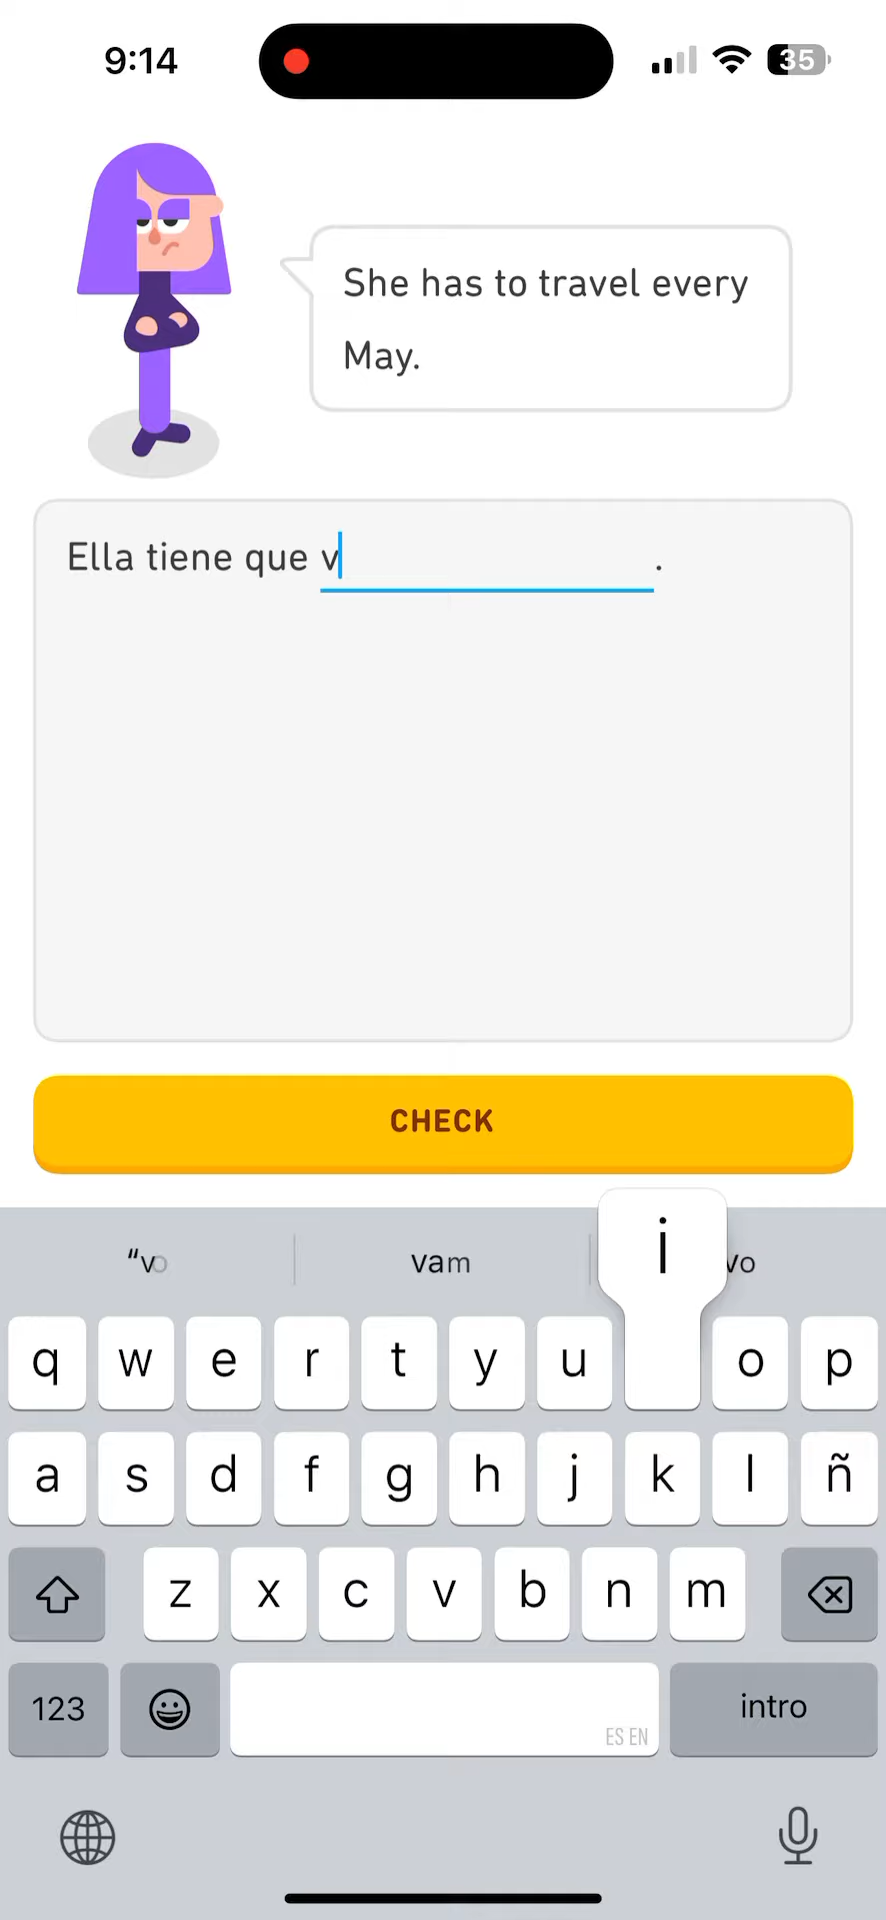 9:14
35
She has to travel every
May.
Ella tiene que v .
CHECK
"vo
vam
vo
i
q w e r t y u o p
a s d f g h j k l ñ
z x c v b n m
123
intro
ES EN